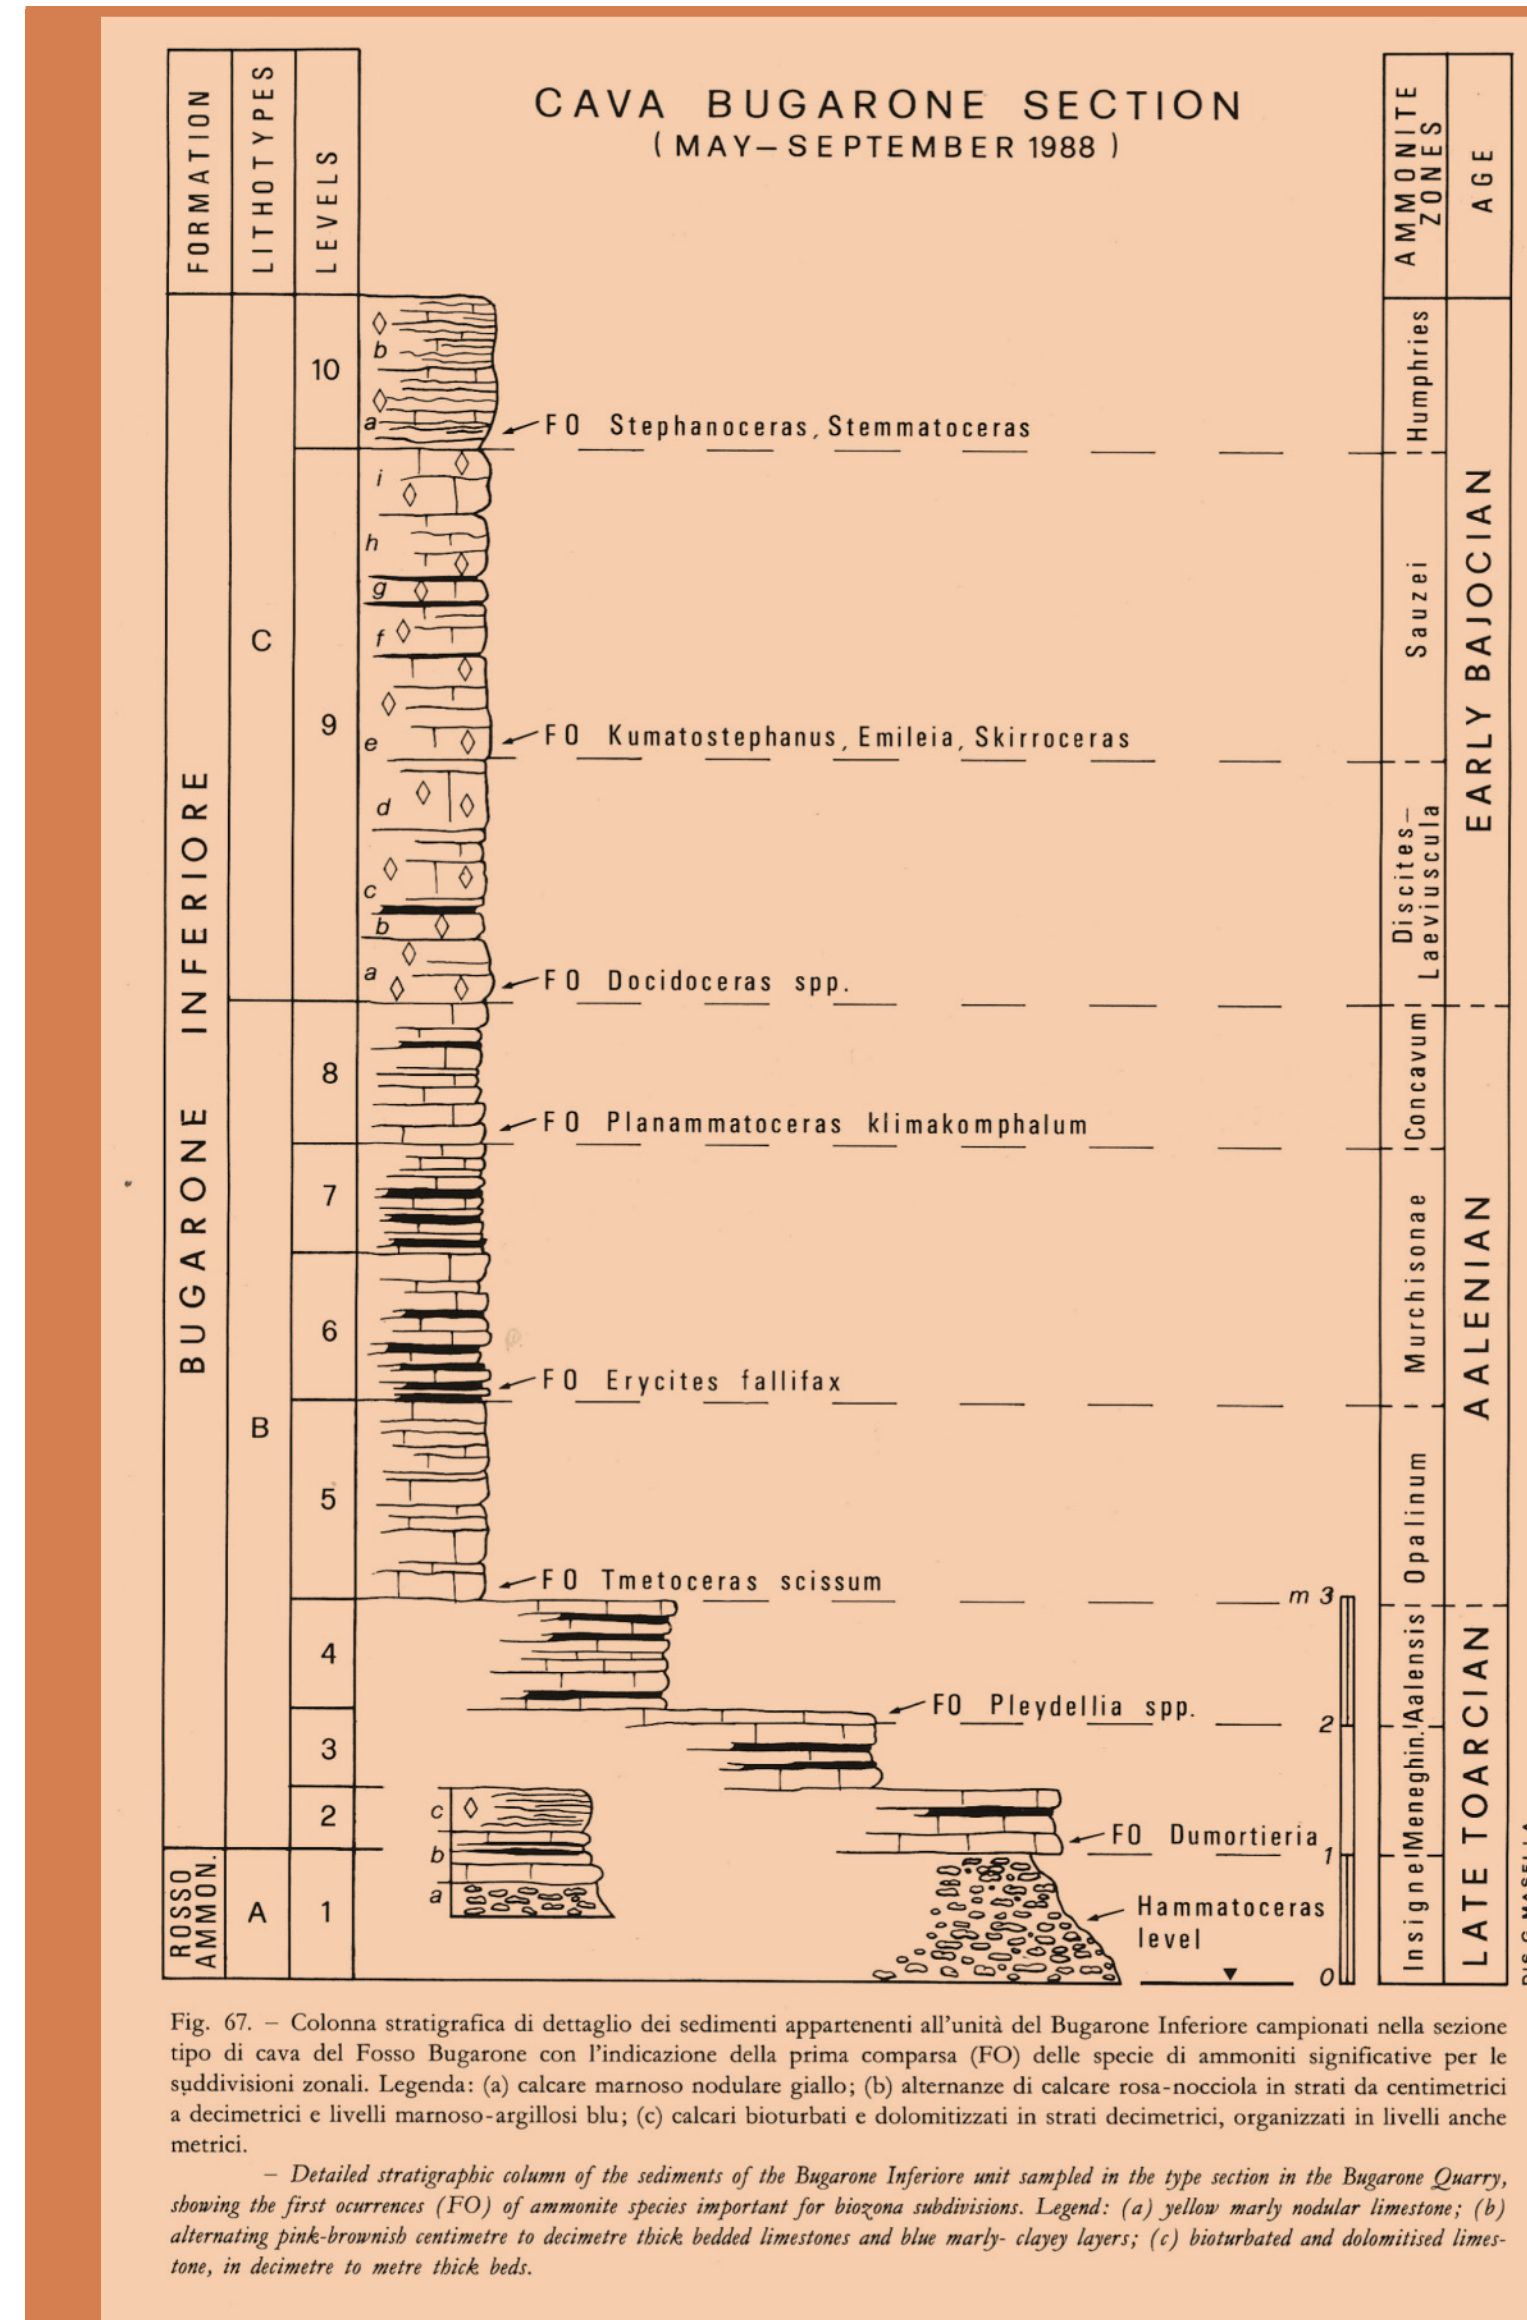 CAVA BUGARONE SECTION
( MAY—SEPTEMBER 1988 )
FORMATION
LITHOTYPES
LEVELS
AMMONITE
ZONES
AGE
BUGARONE INFERIORE
ROSSO
AMMON.
C
B
A
10
9
8
7
6
5
4
3
2
1
b
a
i
h
g
f
e
d
c
b
a
FO Stephanoceras, Stemmatoceras
FO Kumatostephanus, Emileia, Skirroceras
FO Docidoceras spp.
FO Planammatoceras klimakomphalum
FO Erycites fallifax
FO Tmetoceras scissum
FO Pleydellia spp.
FO Dumortieria
Hammatoceras
level
c
b
a
m 3
2
1
0
Humphries
Sauzei
Discites—
Laeviuscula
Concavum
Murchisonae
Opalinum
Aalensis
Meneghin.
Insigne
EARLY BAJOCIAN
AALENIAN
LATE TOARCIAN
Fig. 67. — Colonna stratigrafica di dettaglio dei sedimenti appartenenti all'unità del Bugarone Inferiore campionati nella sezione
tipo di cava del Fosso Bugarone con l'indicazione della prima comparsa (FO) delle specie di ammoniti significative per le
suddivisioni zonali. Legenda: (a) calcare marnoso nodulare giallo; (b) alternanze di calcare rosa-nocciola in strati da centimetrici
a decimetrici e livelli marnoso-argillosi blu; (c) calcari bioturbati e dolomitizzati in strati decimetrici, organizzati in livelli anche
metrici.
— Detailed stratigraphic column of the sediments of the Bugarone Inferiore unit sampled in the type section in the Bugarone Quarry,
showing the first ocurrences (FO) of ammonite species important for biozona subdivisions. Legend: (a) yellow marly nodular limestone; (b)
alternating pink-brownish centimetre to decimetre thick bedded limestones and blue marly- clayey layers; (c) bioturbated and dolomitised limes-
tone, in decimetre to metre thick beds.